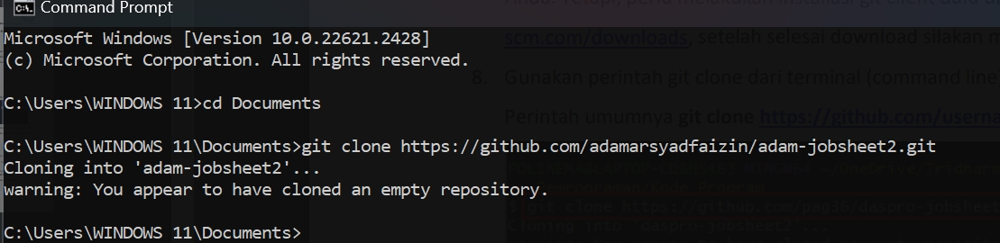 Command Prompt
Microsoft Windows [Version 10.0.22621.2428]
(c) Microsoft Corporation. All rights reserved.
scm.com/downloads, setelah selesai download silakan
8. Gunakan perintah git clone dari terminal (command line
C:\Users\WINDOWS 11>cd Documents
Perintah umumnya git clone https://github.com/userna
C:\Users\WINDOWS 11\Documents>git clone https://github.com/adamarsyadfaizin/adam-jobsheet2.git
Cloning into 'adam-jobsheet2'...
warning: You appear to have cloned an empty repository.
C:\Users\WINDOWS 11\Documents>